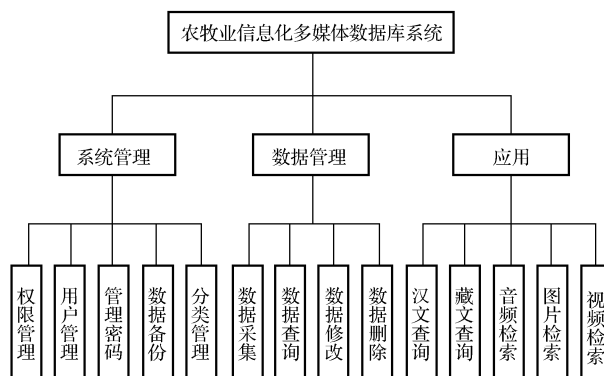 农牧业信息化多媒体数据库系统
系统管理
数据管理
应用
权限管理
用户管理
管理密码
数据备份
分类管理
数据采集
数据查询
数据修改
数据删除
汉文查询
藏文查询
音频检索
图片检索
视频检索